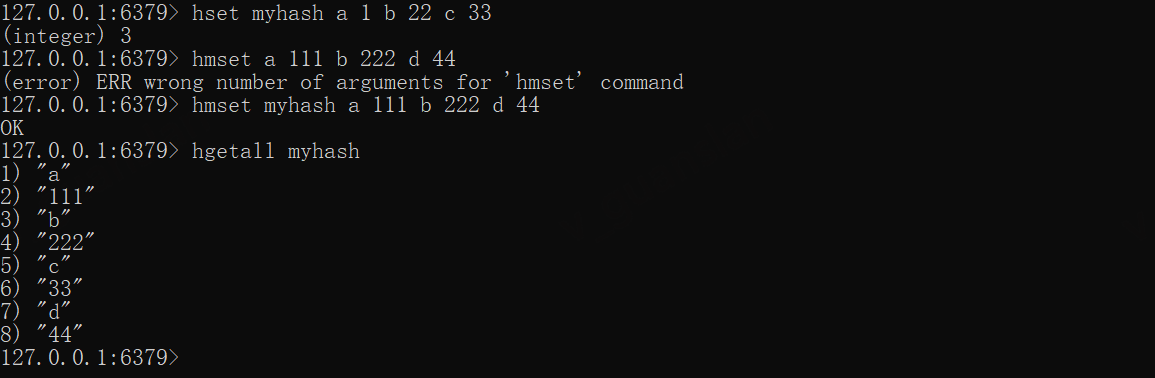 127.0.0.1:6379> hset myhash a 1 b 22 c 33
(integer) 3
127.0.0.1:6379> hmset a 111 b 222 d 44
(error) ERR wrong number of arguments for 'hmset' command
127.0.0.1:6379> hmset myhash a 111 b 222 d 44
OK
127.0.0.1:6379> hgetall myhash
1) "a"
2) "111"
3) "b"
4) "222"
5) "c"
6) "33"
7) "d"
8) "44"
127.0.0.1:6379>